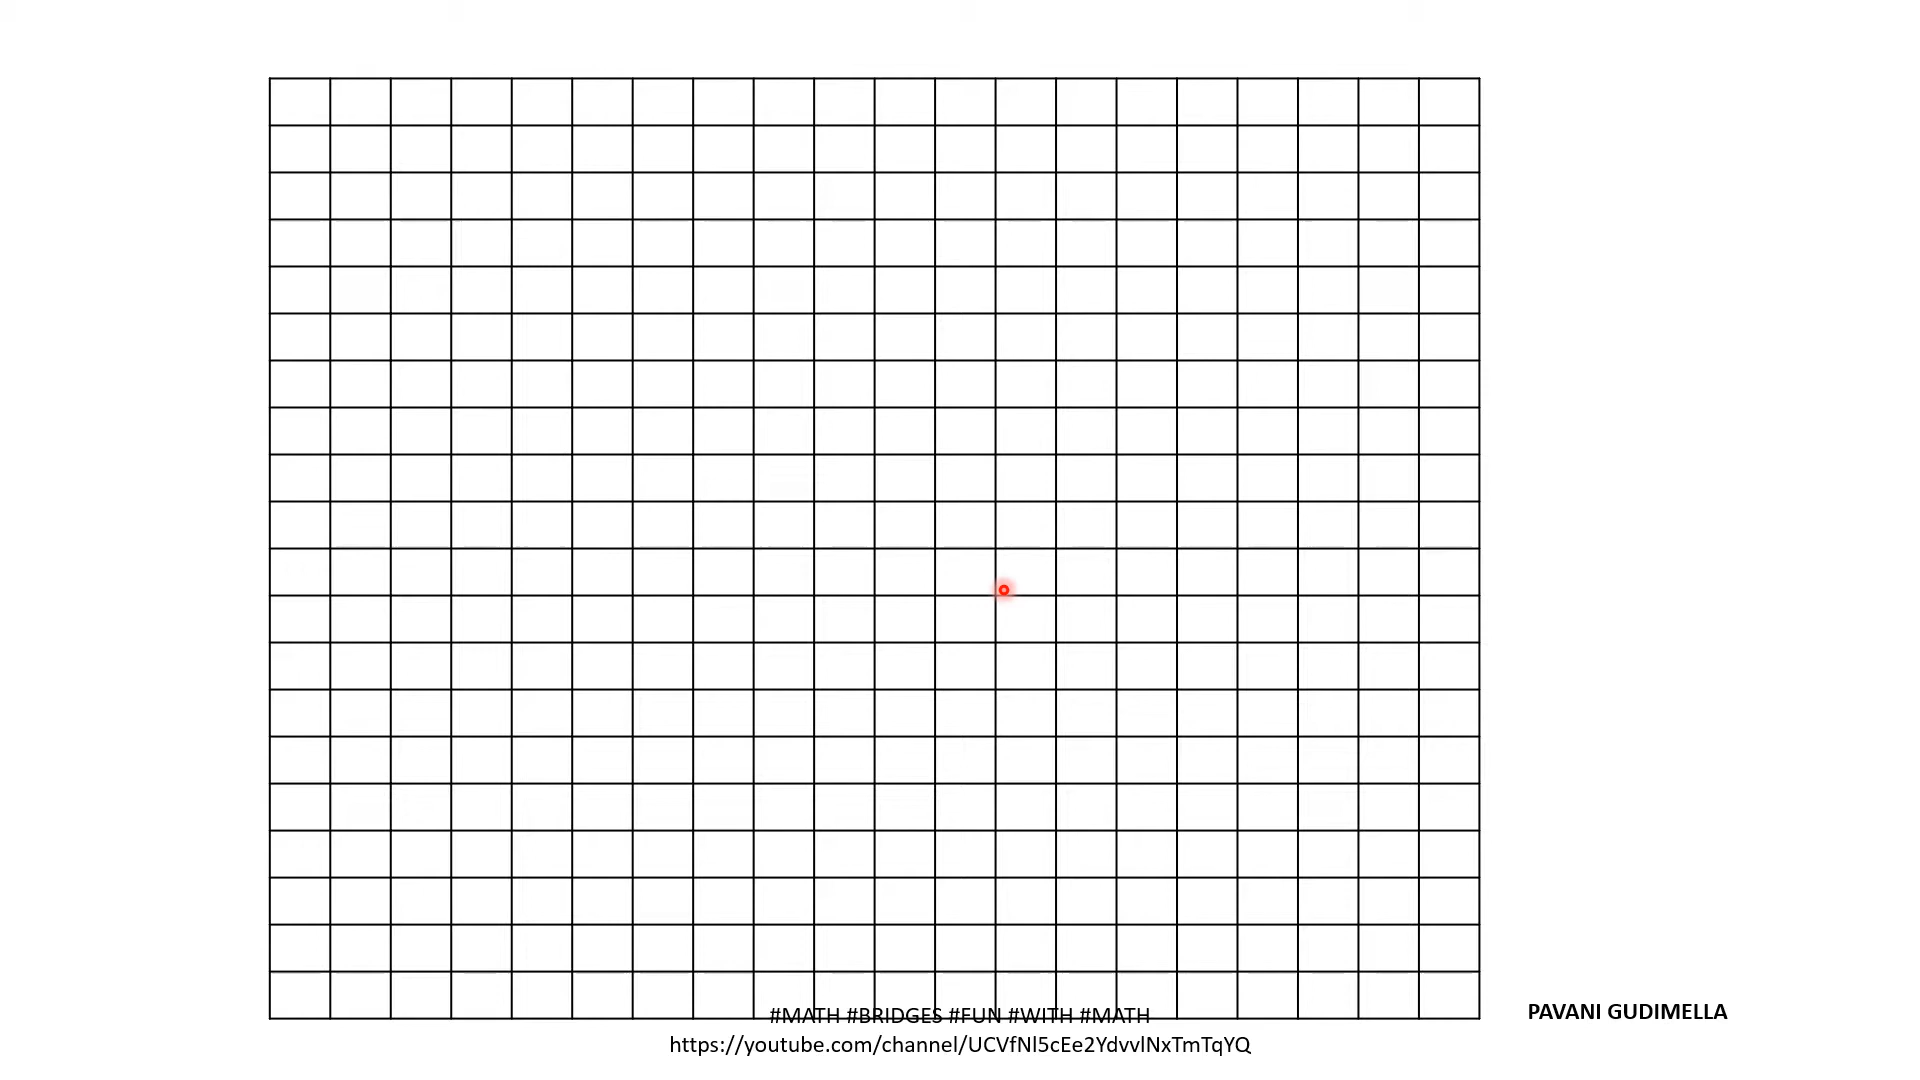 #MATH #BRIDGES #FUN #WITH #MATH
https://youtube.com/channel/UCVfNl5cEe2YdvvlNxTmTqYQ
PAVANI GUDIMELLA